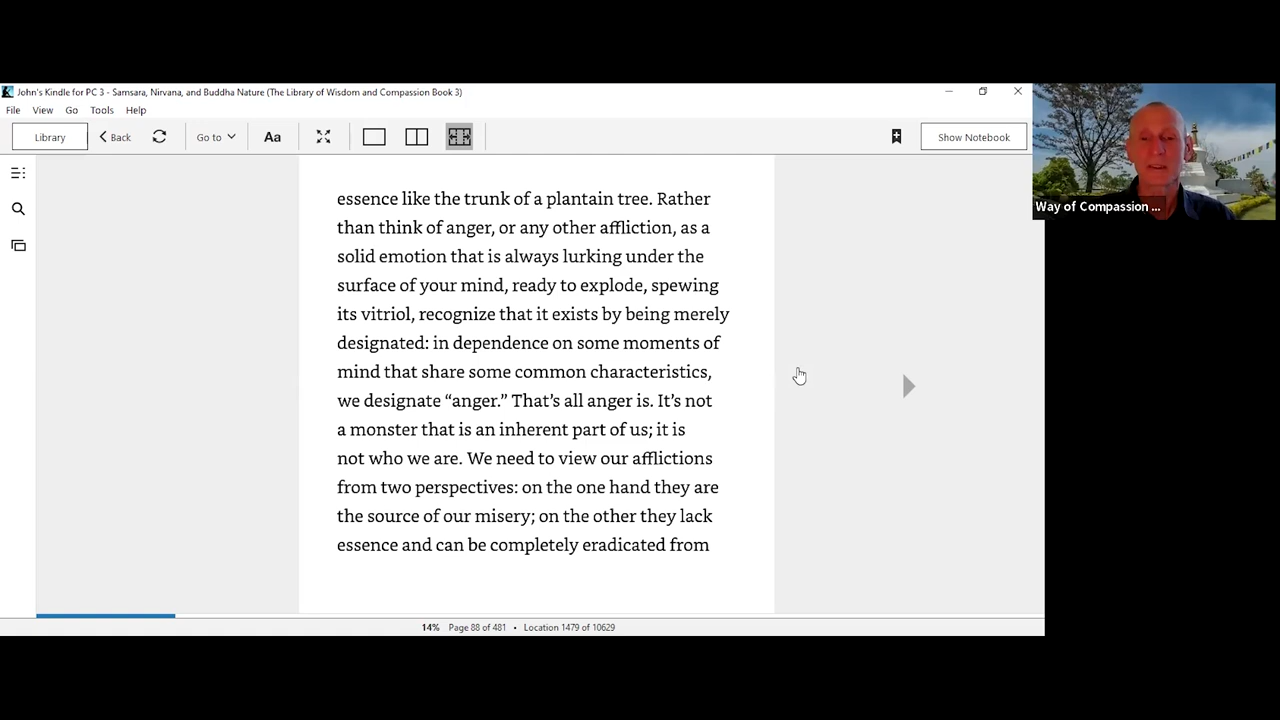 John's Kindle for PC 3 - Samsara, Nirvana, and Buddha Nature (The Library of Wisdom and Compassion Book 3)
File View Go Tools Help
Library Back Go to Aa Show Notebook
Way of Compassion ...
essence like the trunk of a plantain tree. Rather
than think of anger, or any other affliction, as a
solid emotion that is always lurking under the
surface of your mind, ready to explode, spewing
its vitriol, recognize that it exists by being merely
designated: in dependence on some moments of
mind that share some common characteristics,
we designate “anger.” That’s all anger is. It’s not
a monster that is an inherent part of us; it is
not who we are. We need to view our afflictions
from two perspectives: on the one hand they are
the source of our misery; on the other they lack
essence and can be completely eradicated from
14% Page 88 of 481 • Location 1479 of 10629